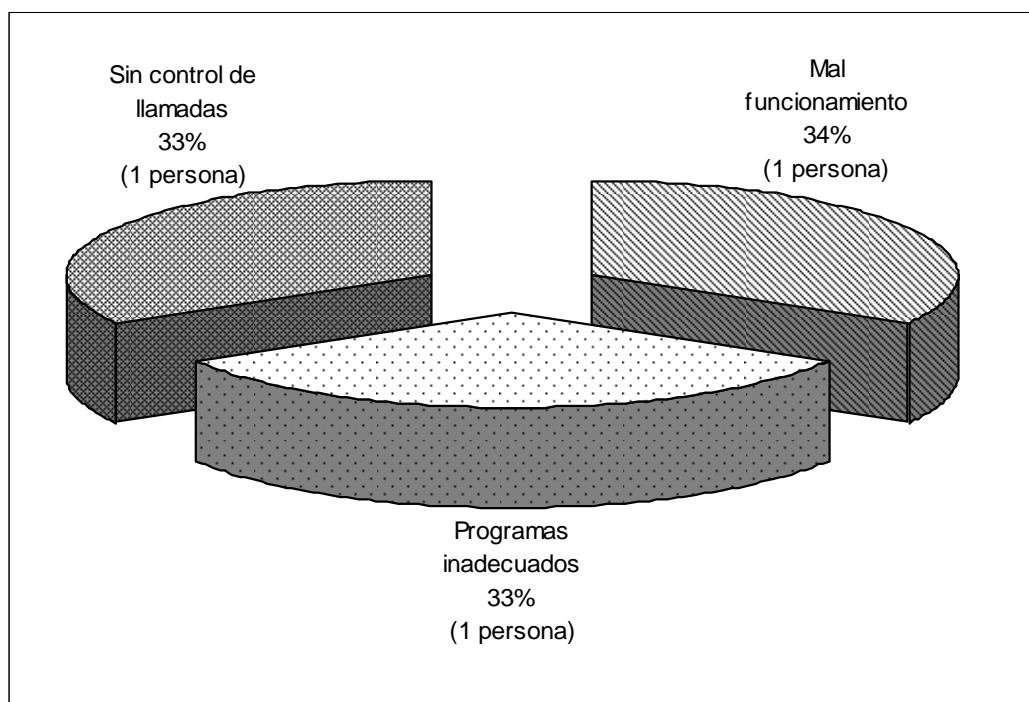 Sin control de
llamadas
33%
(1 persona)
Mal
funcionamiento
34%
(1 persona)
Programas
inadecuados
33%
(1 persona)